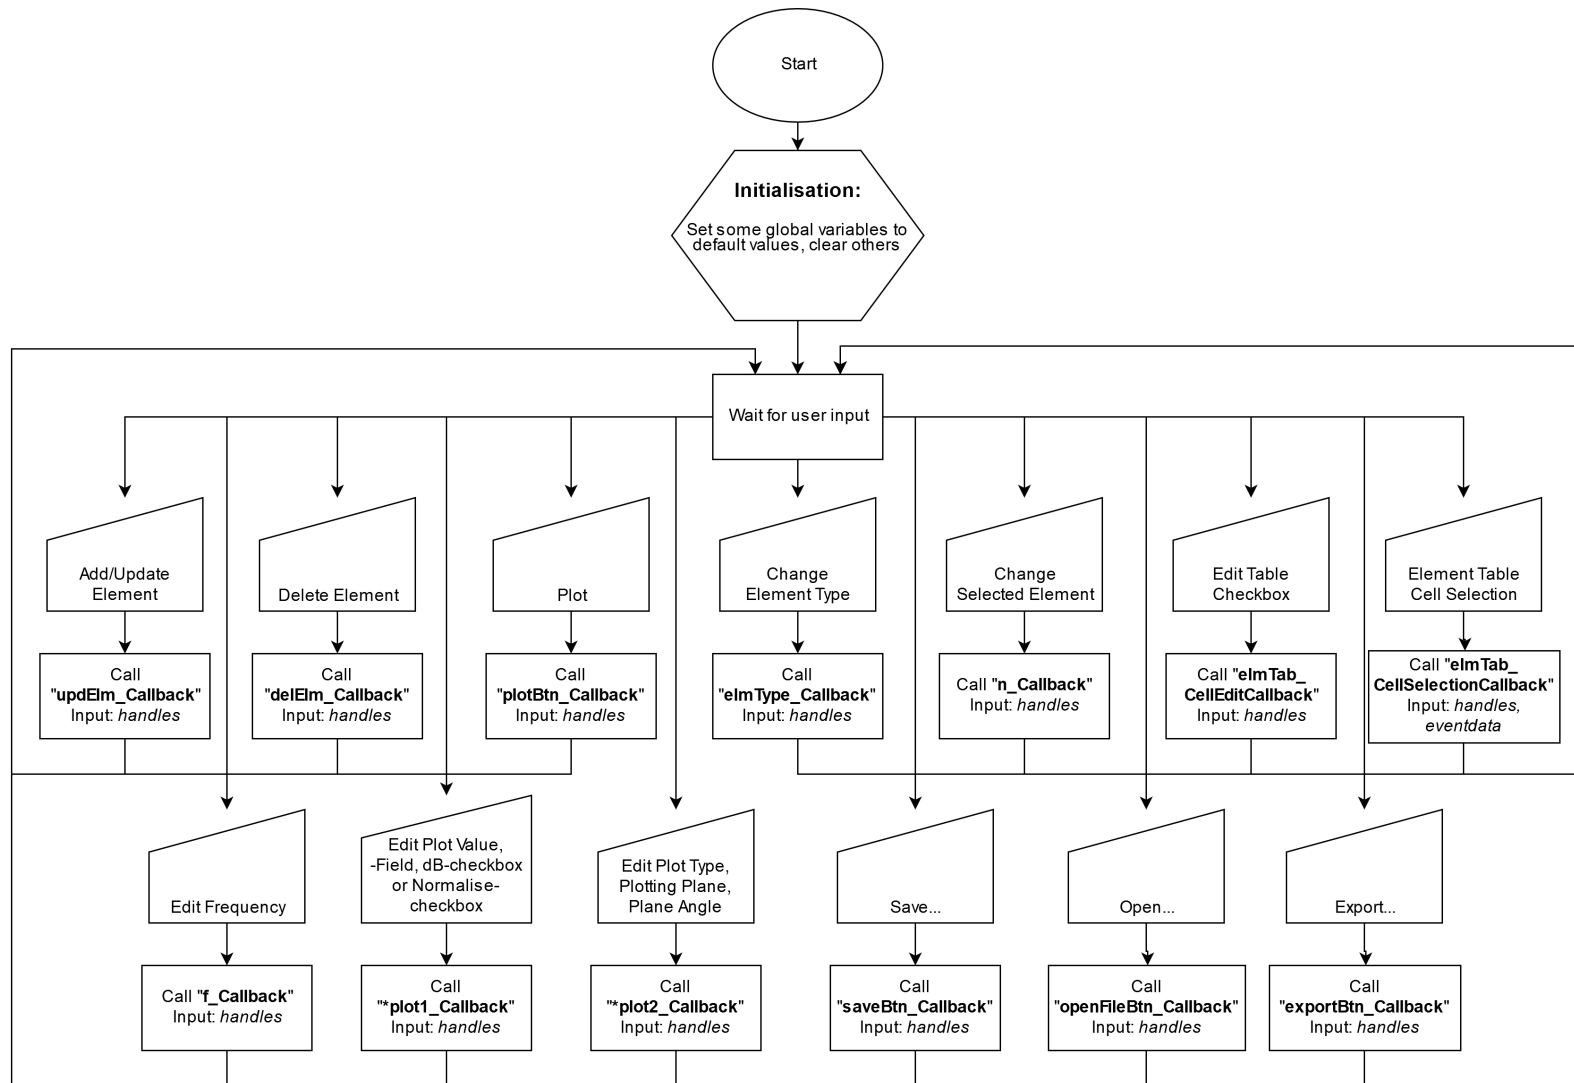 Start
Initialisation:
Set some global variables to
default values, clear others
Wait for user input
Add/Update
Element
Delete Element
Plot
Change
Element Type
Change
Selected Element
Edit Table
Checkbox
Element Table
Cell Selection
Call
"updElm_Callback"
Input: handles
Call
"delElm_Callback"
Input: handles
Call
"plotBtn_Callback"
Input: handles
Call
"elmType_Callback"
Input: handles
Call "n_Callback"
Input: handles
Call "elmTab_
CellEditCallback"
Input: handles
Call "elmTab_
CellSelectionCallback"
Input: handles,
eventdata
Edit Frequency
Edit Plot Value,
-Field, dB-checkbox
or Normalise-
checkbox
Edit Plot Type,
Plotting Plane,
Plane Angle
Save...
Open...
Export...
Call "f_Callback"
Input: handles
Call
"*plot1_Callback"
Input: handles
Call
"*plot2_Callback"
Input: handles
Call
"saveBtn_Callback"
Input: handles
Call
"openFileBtn_Callback"
Input: handles
Call
"exportBtn_Callback"
Input: handles